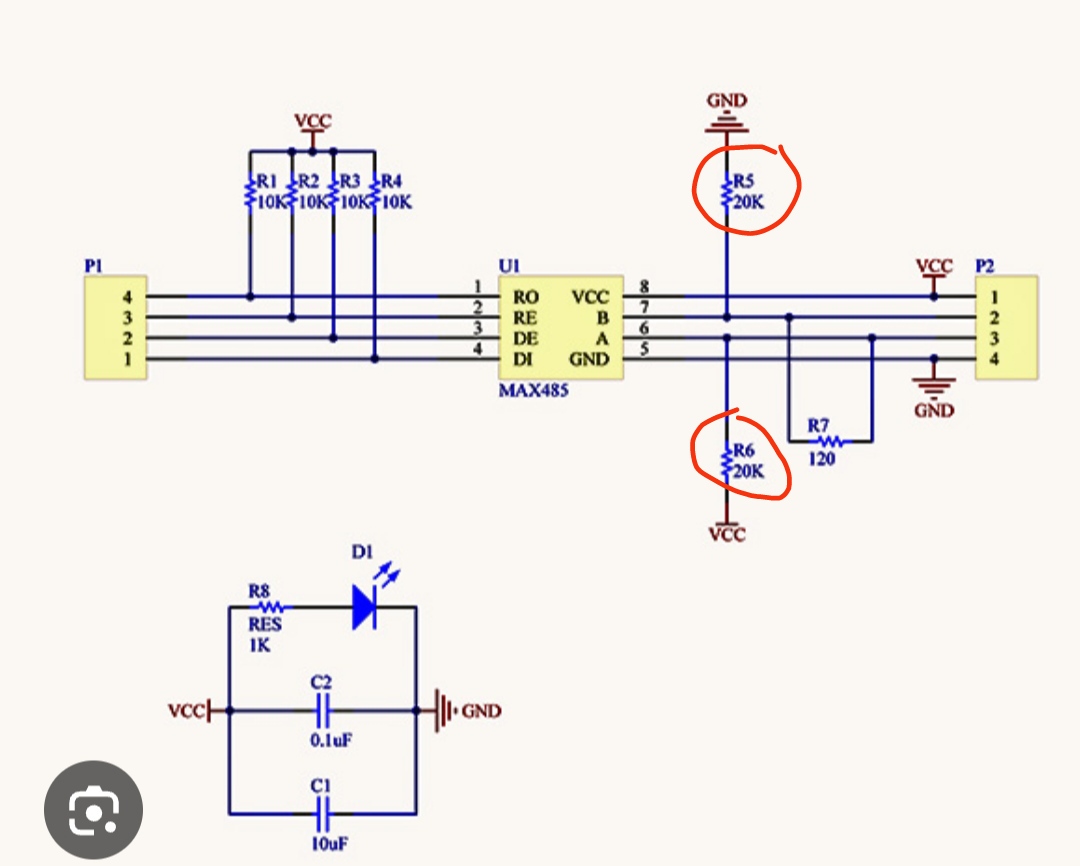 GND
VCC
R1
10K
R2
10K
R3
10K
R4
10K
R5
20K
P1
4
3
2
1
U1
1
2
3
4
RO
RE
DE
DI
VCC
B
A
GND
8
7
6
5
MAX485
VCC
P2
1
2
3
4
GND
R7
120
R6
20K
VCC
D1
R8
RES
1K
C2
0.1uF
VCC
GND
C1
10uF